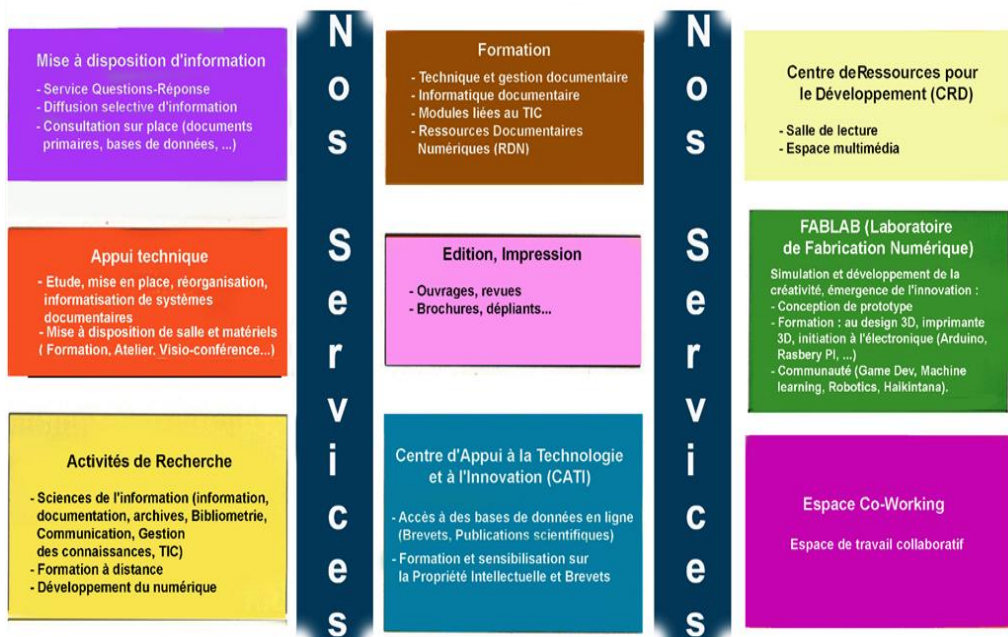 Mise à disposition d'information
- Service Questions-Réponse
- Diffusion selective d'information
- Consultation sur place (documents
primaires, bases de données, ...)
Appui technique
- Etude, mise en place, réorganisation,
informatisation de systèmes
documentaires
- Mise à disposition de salle et matériels
( Formation, Atelier, Visio-conférence...)
Activités de Recherche
- Sciences de l'information (information,
documentation, archives, Bibliometrie,
Communication, Gestion
des connaissances, TIC)
- Formation à distance
- Développement du numérique
Nos Services
Formation
- Technique et gestion documentaire
- Informatique documentaire
- Modules liées au TIC
- Ressources Documentaires
Numériques (RDN)
Edition, Impression
- Ouvrages, revues
- Brochures, dépliants...
Centre d'Appui à la Technologie
et à l'Innovation (CATI)
- Accès à des bases de données en ligne
(Brevets, Publications scientifiques)
- Formation et sensibilisation sur
la Propriété Intellectuelle et Brevets
Nos Services
Centre deRessources pour
le Développement (CRD)
- Salle de lecture
- Espace multimédia
FABLAB (Laboratoire
de Fabrication Numérique)
Simulation et développement de la
créativité, émergence de l'innovation :
- Conception de prototype
- Formation : au design 3D, imprimante
3D, initiation à l'électronique (Arduino,
Rasbery PI, ...)
- Communauté (Game Dev, Machine
learning, Robotics, Haikintana).
Espace Co-Working
Espace de travail collaboratif